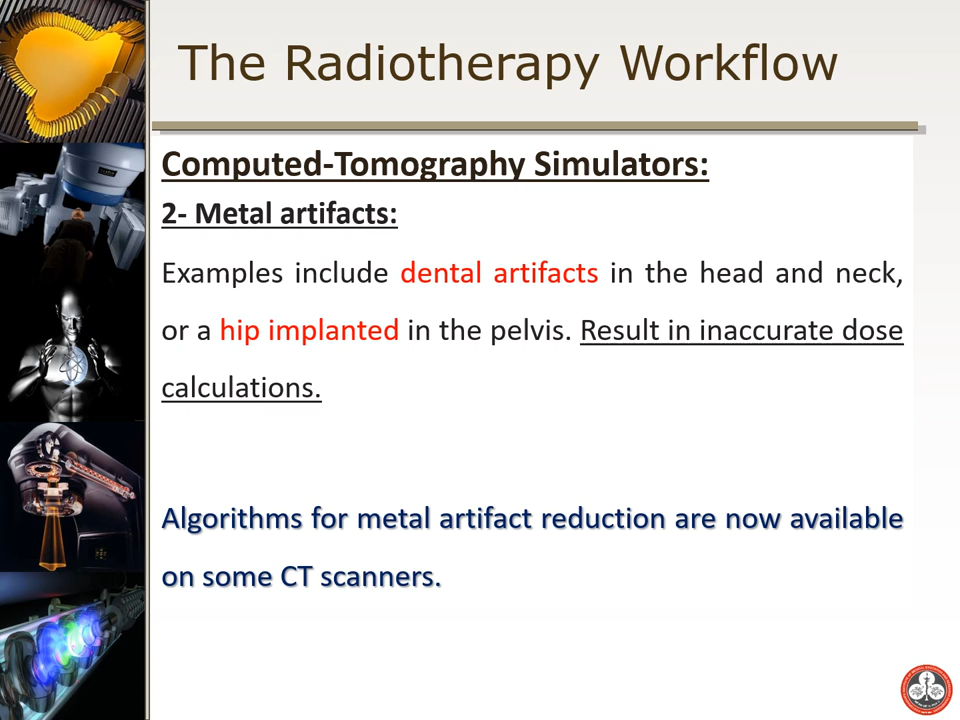 The Radiotherapy Workflow
Computed-Tomography Simulators:
2- Metal artifacts:
Examples include dental artifacts in the head and neck,
or a hip implanted in the pelvis. Result in inaccurate dose
calculations.
Algorithms for metal artifact reduction are now available
on some CT scanners.